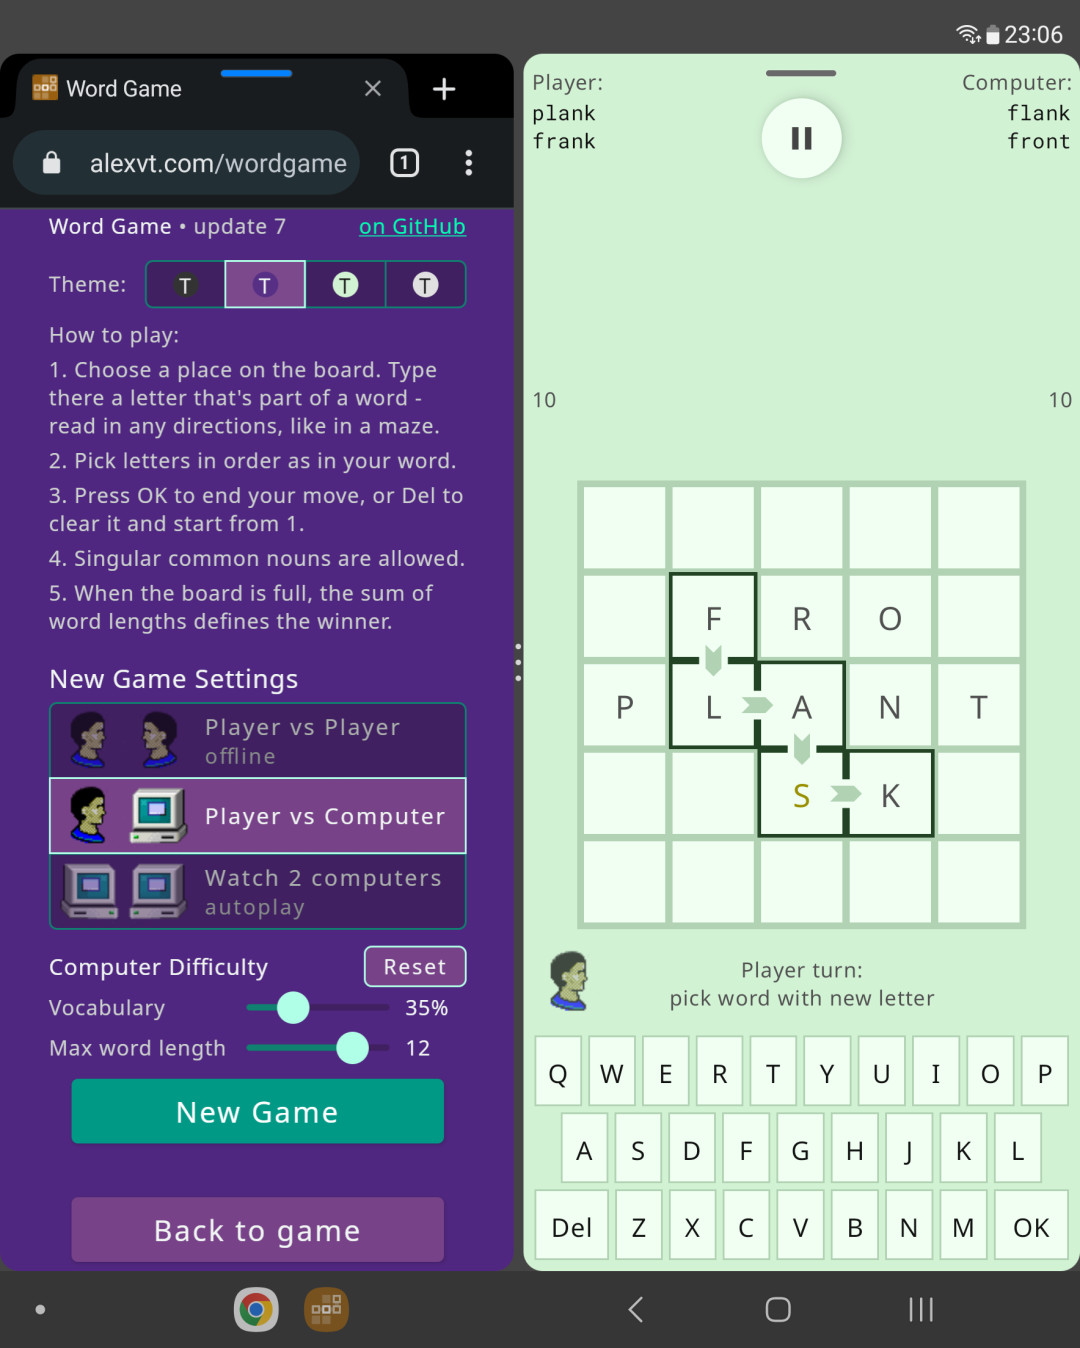 23:06
Word Game
alexvt.com/wordgame
1
Word Game • update 7
on GitHub
Theme:
T
T
T
T
How to play:
1. Choose a place on the board. Type
there a letter that's part of a word -
read in any directions, like in a maze.
2. Pick letters in order as in your word.
3. Press OK to end your move, or Del to
clear it and start from 1.
4. Singular common nouns are allowed.
5. When the board is full, the sum of
word lengths defines the winner.
New Game Settings
Player vs Player
offline
Player vs Computer
Watch 2 computers
autoplay
Computer Difficulty
Reset
Vocabulary
35%
Max word length
12
New Game
Back to game
Player:
plank
frank
Computer:
flank
front
10
10
F R O
P L A N T
S K
Player turn:
pick word with new letter
Q W E R T Y U I O P
A S D F G H J K L
Del Z X C V B N M OK